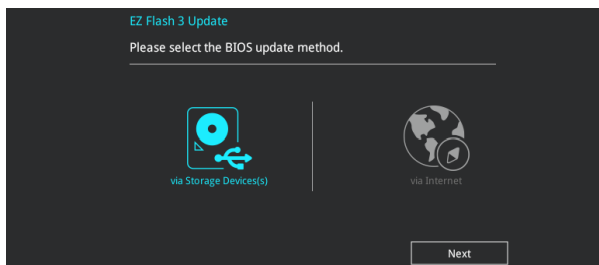 EZ Flash 3 Update
Please select the BIOS update method.
via Storage Devices(s)
via Internet
Next